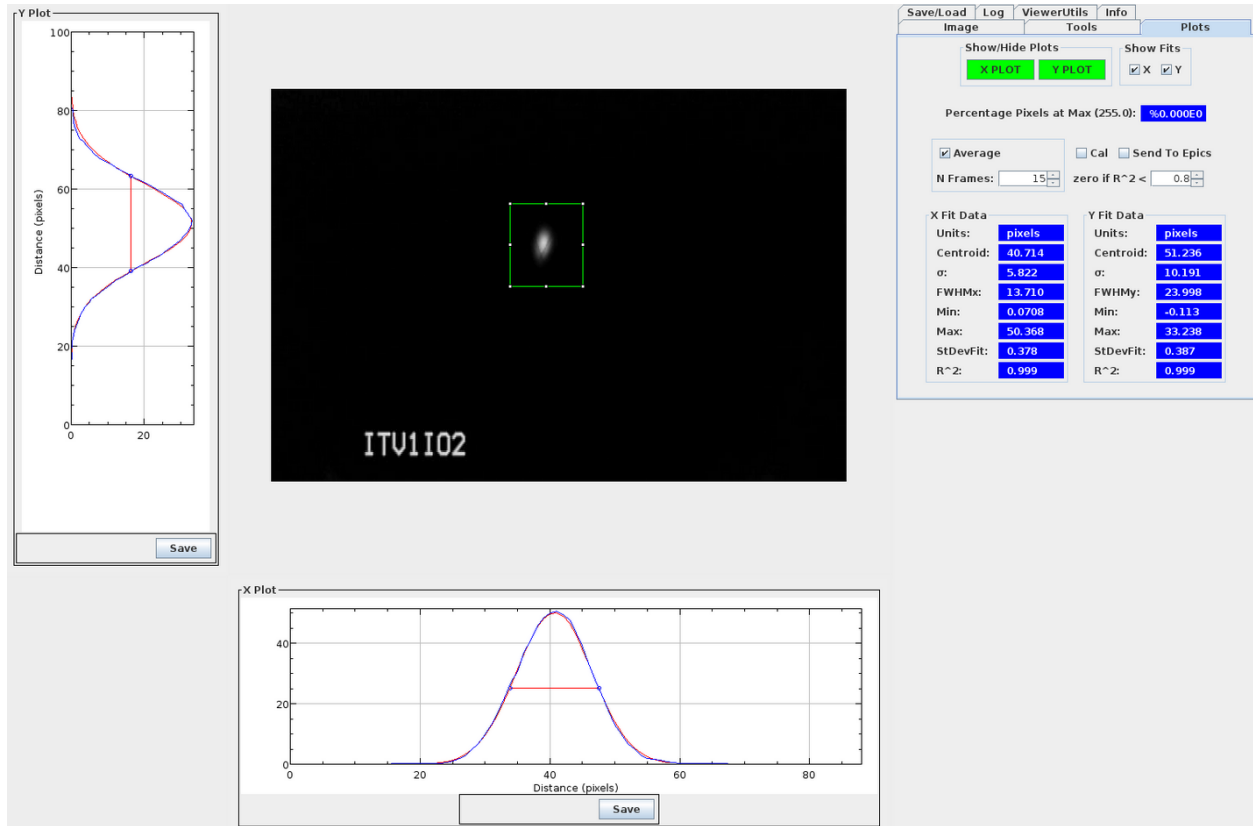 Y Plot
100
80
60
40
20
0
Distance (pixels)
0 20
Save
ITV1IO2
X Plot
40
20
0
0 20 40 60 80
Distance (pixels)
Save
Save/Load Log ViewerUtils Info
Image Tools Plots
Show/Hide Plots Show Fits
X PLOT Y PLOT X Y
Percentage Pixels at Max (255.0): %0.000E0
Average Cal Send To Epics
N Frames: 15 zero if R^2 < 0.8
X Fit Data
Units: pixels
Centroid: 40.714
σ: 5.822
FWHMx: 13.710
Min: 0.0708
Max: 50.368
StDevFit: 0.378
R^2: 0.999
Y Fit Data
Units: pixels
Centroid: 51.236
σ: 10.191
FWHMy: 23.998
Min: -0.113
Max: 33.238
StDevFit: 0.387
R^2: 0.999